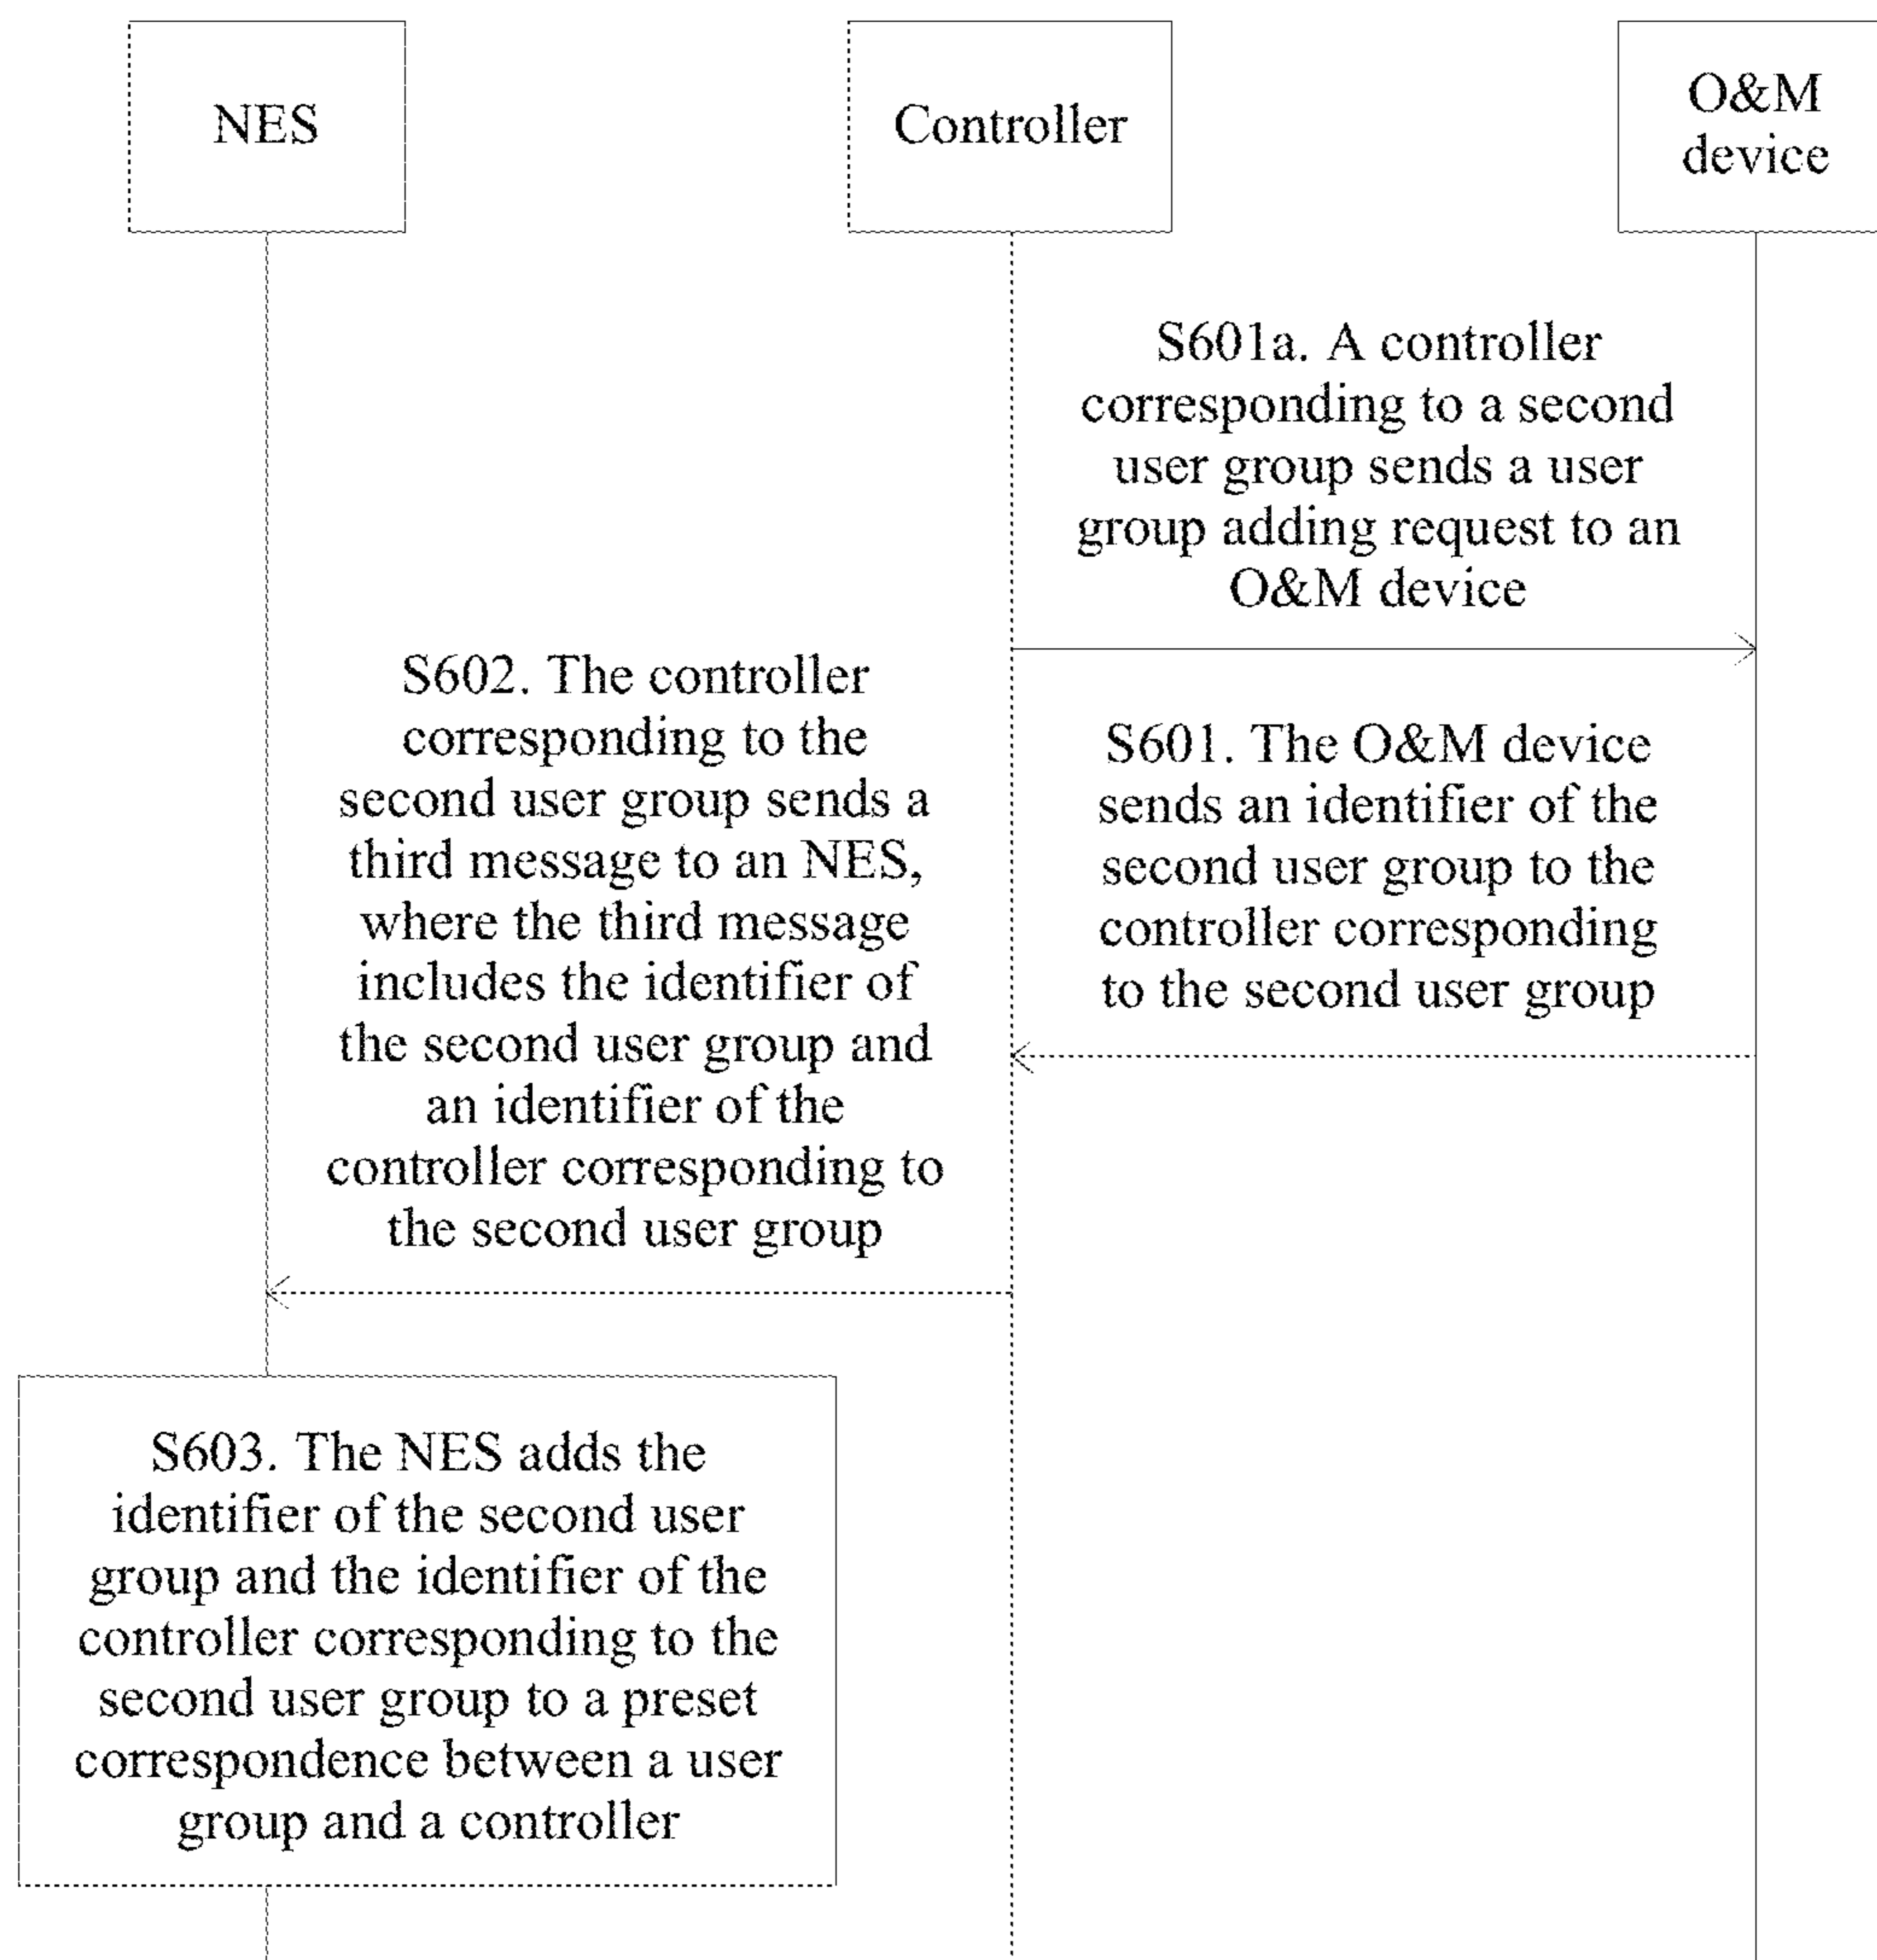 NES
Controller
O&M
device
S601a. A controller
corresponding to a second
user group sends a user
group adding request to an
O&M device
S602. The controller
corresponding to the
second user group sends a
third message to an NES,
where the third message
includes the identifier of
the second user group and
an identifier of the
controller corresponding to
the second user group
S601. The O&M device
sends an identifier of the
second user group to the
controller corresponding
to the second user group
S603. The NES adds the
identifier of the second user
group and the identifier of the
controller corresponding to the
second user group to a preset
correspondence between a user
group and a controller